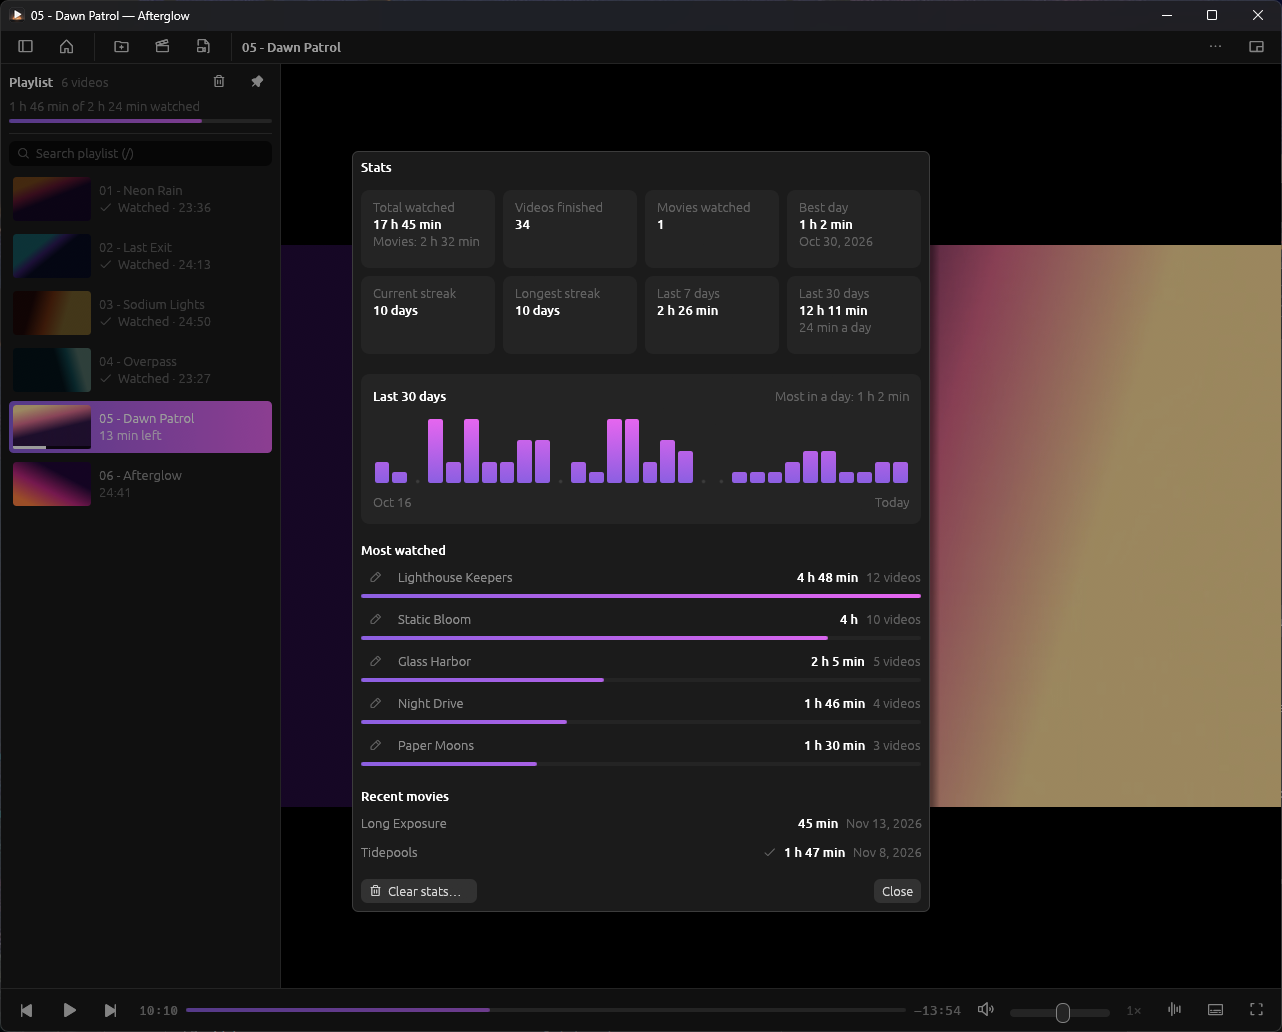 05 - Dawn Patrol — Afterglow
05 - Dawn Patrol
Playlist 6 videos
1 h 46 min of 2 h 24 min watched
Search playlist (/)
01 - Neon Rain
Watched · 23:36
02 - Last Exit
Watched · 24:13
03 - Sodium Lights
Watched · 24:50
04 - Overpass
Watched · 23:27
05 - Dawn Patrol
13 min left
06 - Afterglow
24:41
Stats
Total watched
17 h 45 min
Movies: 2 h 32 min
Videos finished
34
Movies watched
1
Best day
1 h 2 min
Oct 30, 2026
Current streak
10 days
Longest streak
10 days
Last 7 days
2 h 26 min
Last 30 days
12 h 11 min
24 min a day
Last 30 days
Most in a day: 1 h 2 min
Oct 16
Today
Most watched
Lighthouse Keepers 4 h 48 min 12 videos
Static Bloom 4 h 10 videos
Glass Harbor 2 h 5 min 5 videos
Night Drive 1 h 46 min 4 videos
Paper Moons 1 h 30 min 3 videos
Recent movies
Long Exposure 45 min Nov 13, 2026
Tidepools 1 h 47 min Nov 8, 2026
Clear stats...
Close
10:10
−13:54
1×